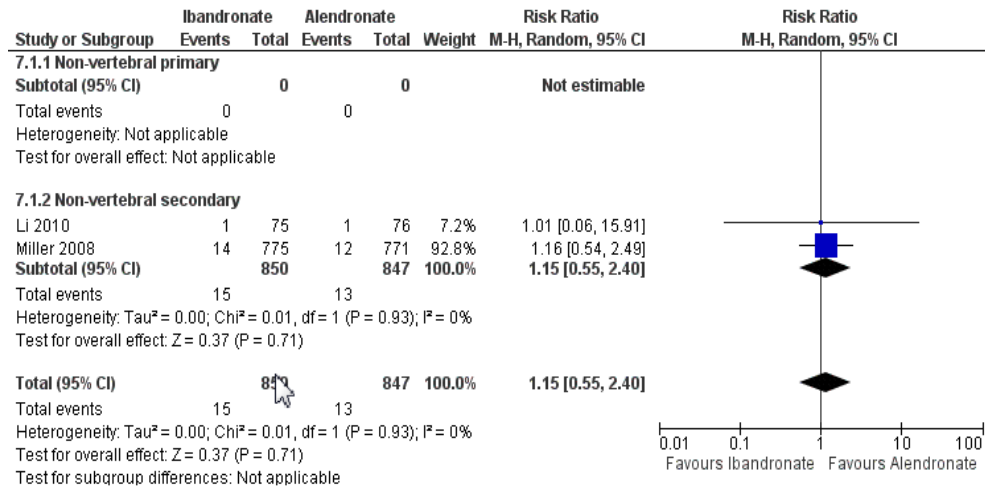 Ibandronate Alendronate Risk Ratio Risk Ratio
Study or Subgroup Events Total Events Total Weight M-H, Random, 95% CI M-H, Random, 95% CI
7.1.1 Non-vertebral primary
Subtotal (95% CI) 0 0 Not estimable
Total events 0 0
Heterogeneity: Not applicable
Test for overall effect: Not applicable
7.1.2 Non-vertebral secondary
Li 2010 1 75 1 76 7.2% 1.01 [0.06, 15.91]
Miller 2008 14 775 12 771 92.8% 1.16 [0.54, 2.49]
Subtotal (95% CI) 850 847 100.0% 1.15 [0.55, 2.40]
Total events 15 13
Heterogeneity: Tau² = 0.00; Chi² = 0.01, df = 1 (P = 0.93); I² = 0%
Test for overall effect: Z = 0.37 (P = 0.71)
Total (95% CI) 850 847 100.0% 1.15 [0.55, 2.40]
Total events 15 13
Heterogeneity: Tau² = 0.00; Chi² = 0.01, df = 1 (P = 0.93); I² = 0%
Test for overall effect: Z = 0.37 (P = 0.71)
Test for subgroup differences: Not applicable
0.01 0.1 1 10 100
Favours Ibandronate Favours Alendronate